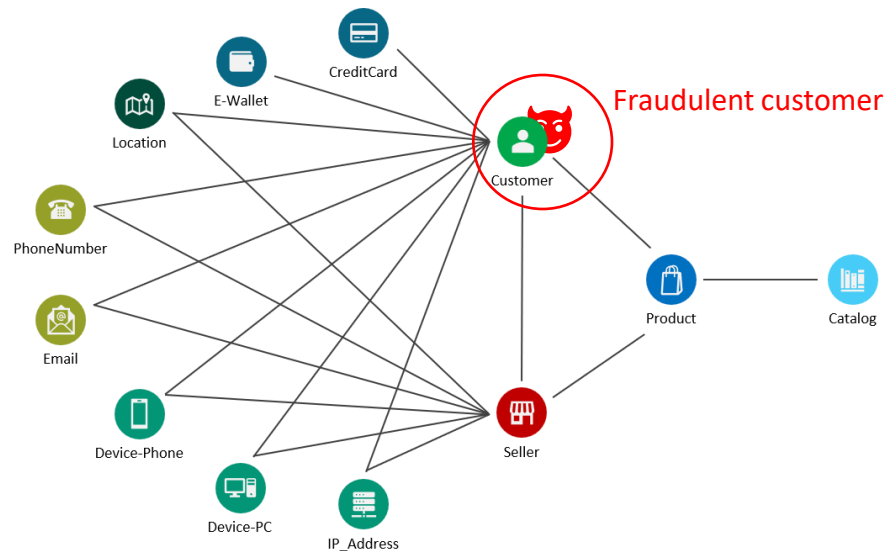 CreditCard
E-Wallet
Fraudulent customer
Location
Customer
PhoneNumber
Product
Catalog
Email
Device-Phone
Seller
Device-PC
IP_Address